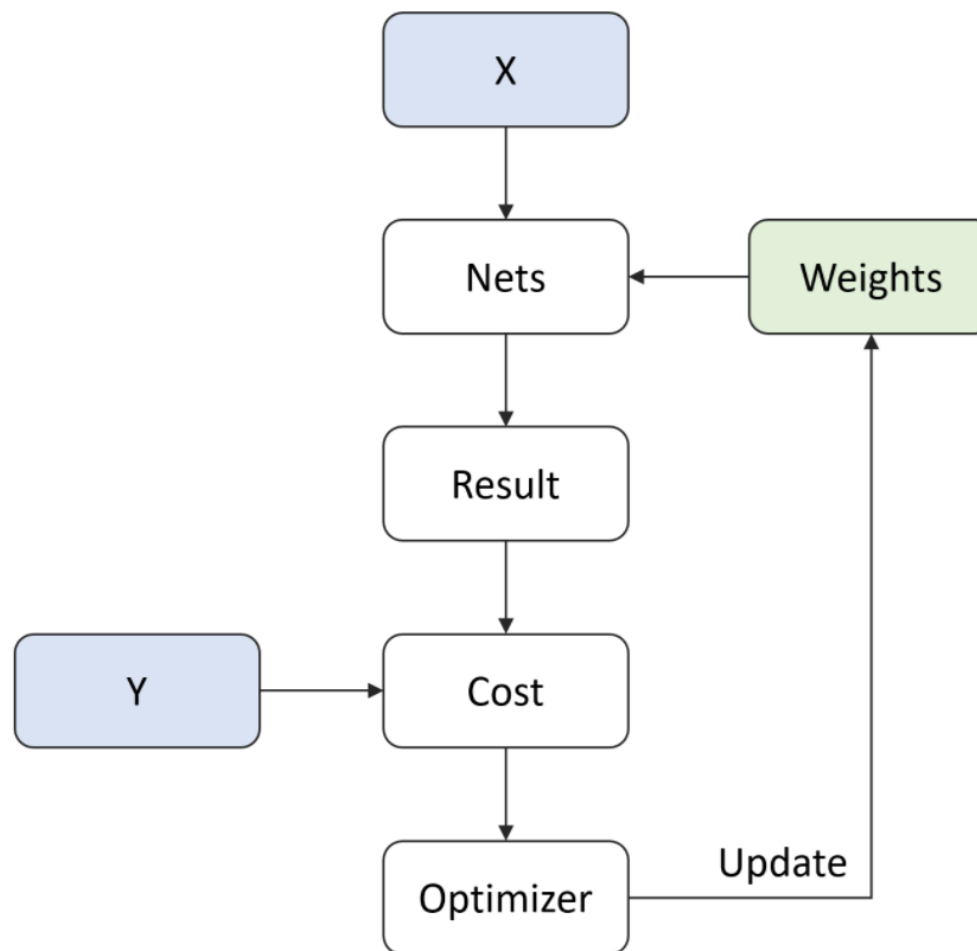 X
Nets
Weights
Result
Y
Cost
Update
Optimizer